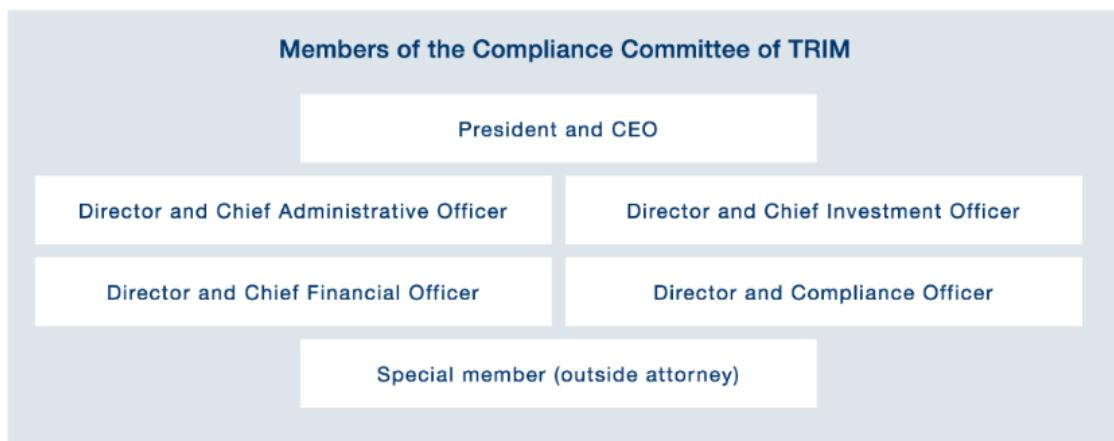 Members of the Compliance Committee of TRIM
President and CEO
Director and Chief Administrative Officer
Director and Chief Investment Officer
Director and Chief Financial Officer
Director and Compliance Officer
Special member (outside attorney)